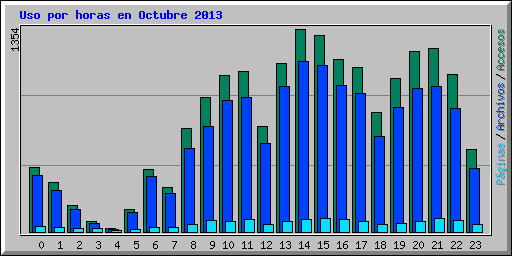 Uso por horas en Octubre 2013
1354
Páginas / Archivos / Accesos
0 1 2 3 4 5 6 7 8 9 10 11 12 13 14 15 16 17 18 19 20 21 22 23